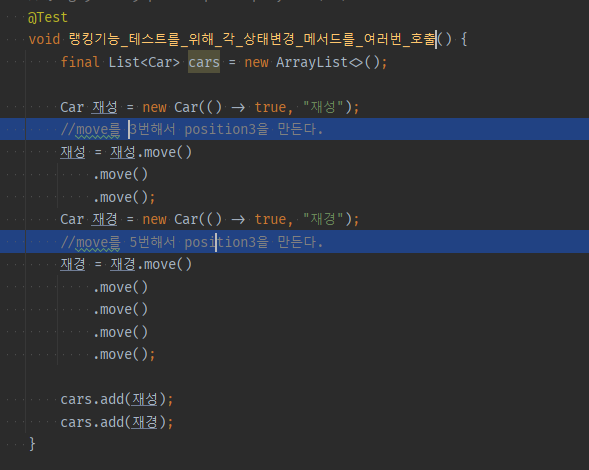 @Test
void 랭킹기능_테스트를_위해_각_상태변경_메서드를_여러번_호출() {
final List<Car> cars = new ArrayList<>();
Car 재성 = new Car(() -> true, "재성");
//move를 3번해서 position3을 만든다.
재성 = 재성.move()
.move()
.move();
Car 재경 = new Car(() -> true, "재경");
//move를 5번해서 position3을 만든다.
재경 = 재경.move()
.move()
.move()
.move()
.move();
cars.add(재성);
cars.add(재경);
}